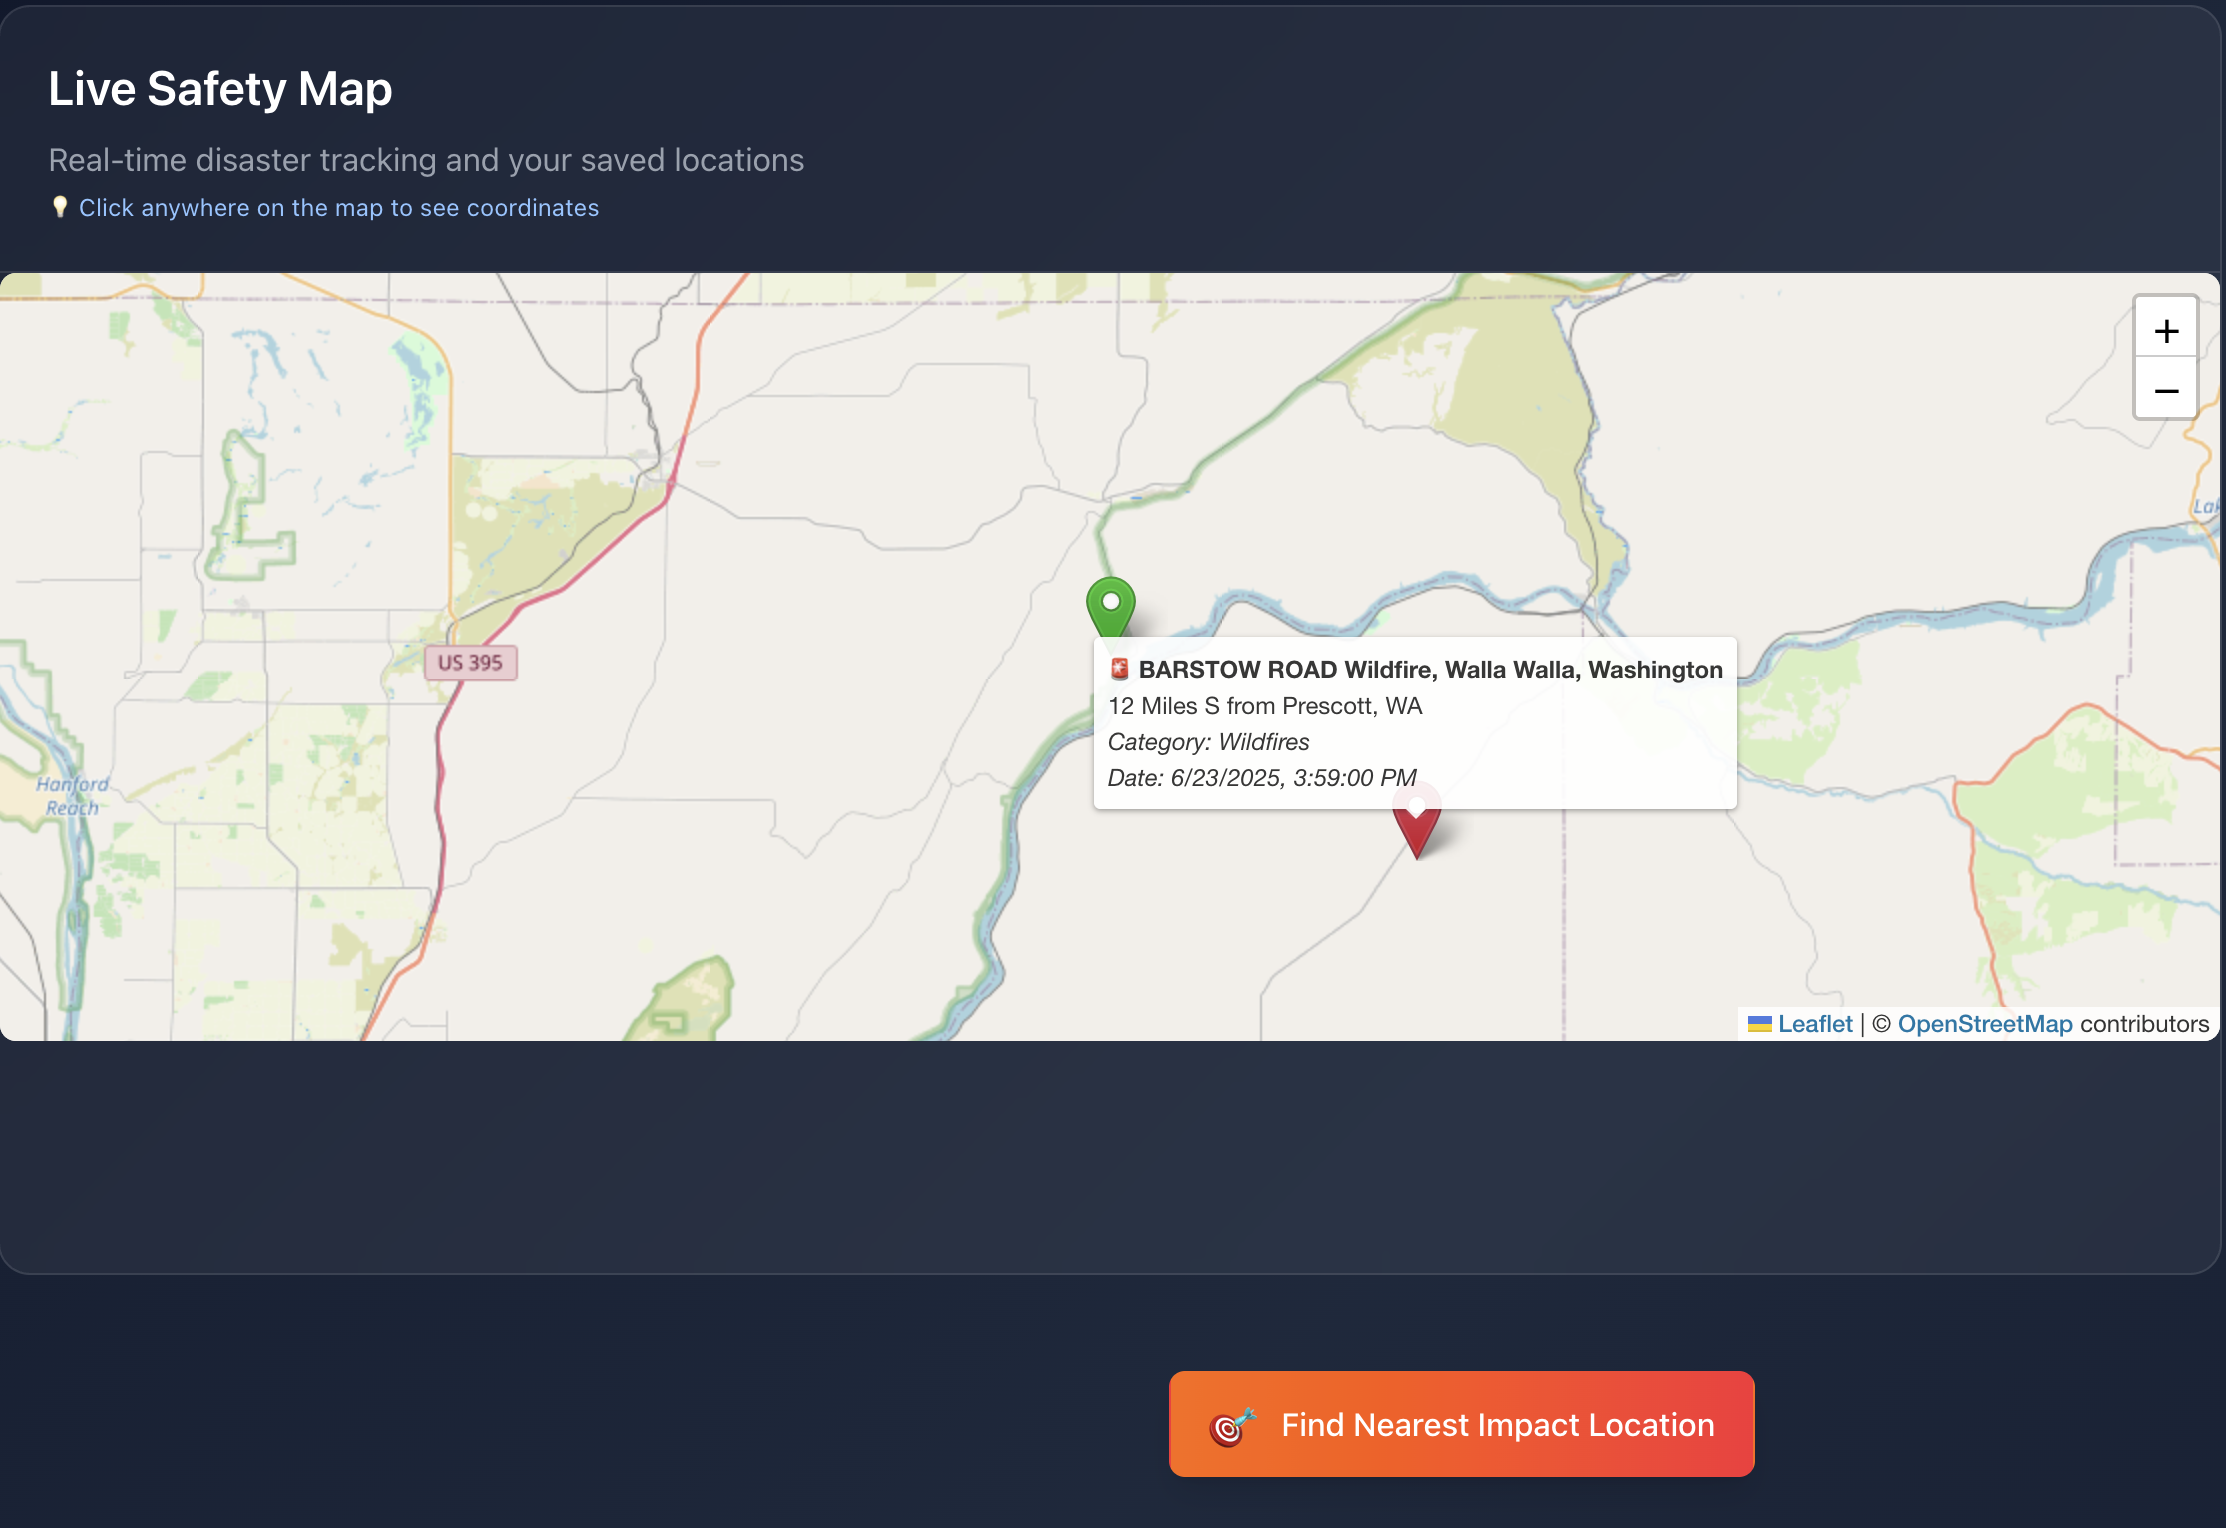 Live Safety Map
Real-time disaster tracking and your saved locations
💡 Click anywhere on the map to see coordinates
+
−
US 395
🚨 BARSTOW ROAD Wildfire, Walla Walla, Washington
12 Miles S from Prescott, WA
Category: Wildfires
Date: 6/23/2025, 3:59:00 PM
Hanford
Reach
Leaflet | © OpenStreetMap contributors
🎯 Find Nearest Impact Location